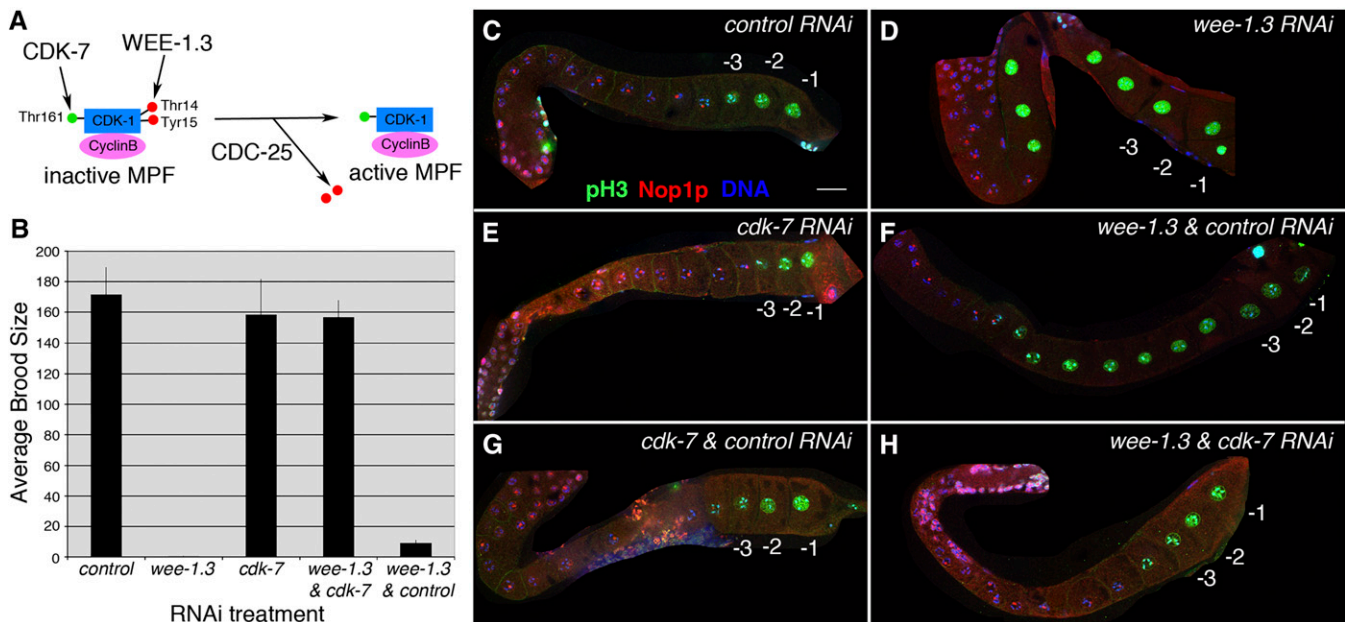 A
CDK-7
WEE-1.3
Thr161
CDK-1
Thr14
Tyr15
CyclinB
inactive MPF
CDC-25
CDK-1
CyclinB
active MPF
B
Average Brood Size
200
180
160
140
120
100
80
60
40
20
0
control
wee-1.3
cdk-7
wee-1.3
& cdk-7
wee-1.3
& control
RNAi treatment
C
control RNAi
-3
-2
-1
pH3 Nop1p DNA
D
wee-1.3 RNAi
-3
-2
-1
E
cdk-7 RNAi
-3
-2
-1
F
wee-1.3 & control RNAi
-3
-2
-1
G
cdk-7 & control RNAi
-3
-2
-1
H
wee-1.3 & cdk-7 RNAi
-3
-2
-1